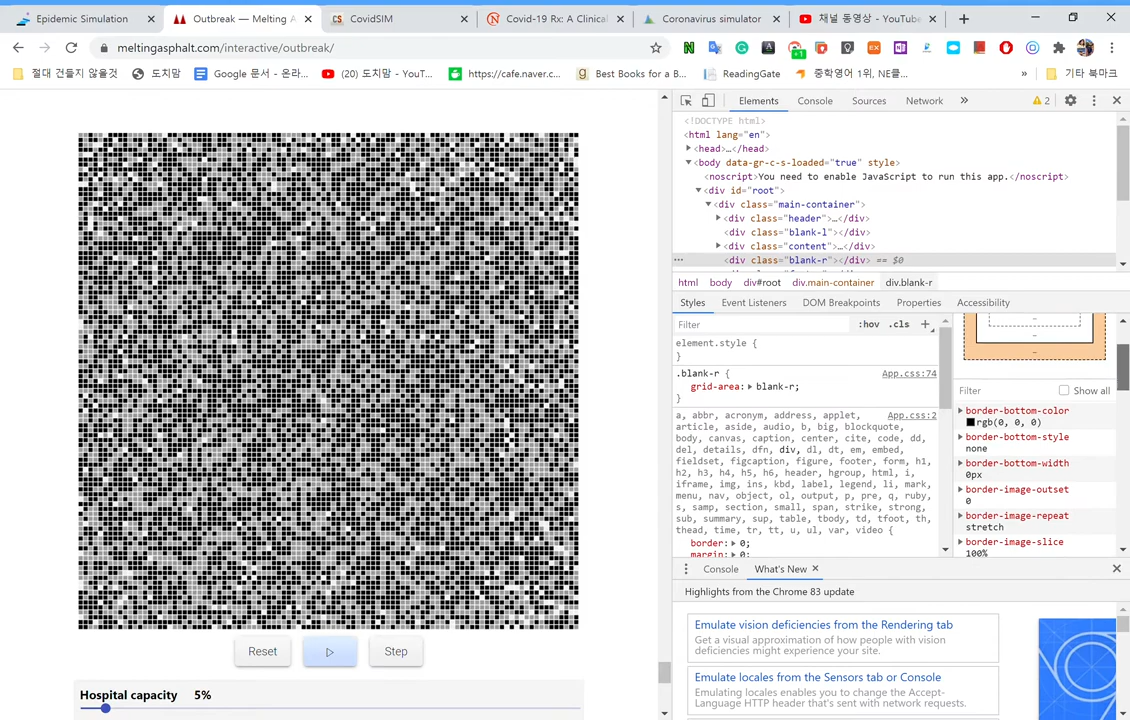 Epidemic Simulation
Outbreak — Melting A
CovidSIM
Covid-19 Rx: A Clinical
Coronavirus simulator
채널 동영상 - YouTube
meltingasphalt.com/interactive/outbreak/
절대 건들지 않을것
도치맘
Google 문서 - 온라...
(20) 도치맘 - YouT...
https://cafe.naver.c...
Best Books for a B...
ReadingGate
중학영어 1위, NE클...
»
기타 북마크
Elements
Console
Sources
Network
»
2
<!DOCTYPE html>
<html lang="en">
<head>…</head>
<body data-gr-c-s-loaded="true" style>
<noscript>You need to enable JavaScript to run this app.</noscript>
<div id="root">
<div class="main-container">
<div class="header">…</div>
<div class="blank-l"></div>
<div class="content">…</div>
<div class="blank-r"></div> == $0
html body div#root div.main-container div.blank-r
Styles Event Listeners DOM Breakpoints Properties Accessibility
Filter
:hov .cls +
element.style {
}
.blank-r {
App.css:74
grid-area: blank-r;
}
a, abbr, acronym, address, applet,
App.css:2
article, aside, audio, b, big, blockquote,
body, canvas, caption, center, cite, code, dd,
del, details, dfn, div, dl, dt, em, embed,
fieldset, figcaption, figure, footer, form, h1,
h2, h3, h4, h5, h6, header, hgroup, html, i,
iframe, img, ins, kbd, label, legend, li, mark,
menu, nav, object, ol, output, p, pre, q, ruby,
s, samp, section, small, span, strike, strong,
sub, summary, sup, table, tbody, td, tfoot, th,
thead, time, tr, tt, u, ul, var, video {
border: 0;
margin: 0;
Filter
Show all
border-bottom-color
rgb(0, 0, 0)
border-bottom-style
none
border-bottom-width
0px
border-image-outset
0
border-image-repeat
stretch
border-image-slice
100%
Console
What's New
Highlights from the Chrome 83 update
Emulate vision deficiencies from the Rendering tab
Get a visual approximation of how people with vision
deficiencies might experience your site.
Emulate locales from the Sensors tab or Console
Emulating locales enables you to change the Accept-
Language HTTP header that's sent with network requests.
Reset
Step
Hospital capacity 5%